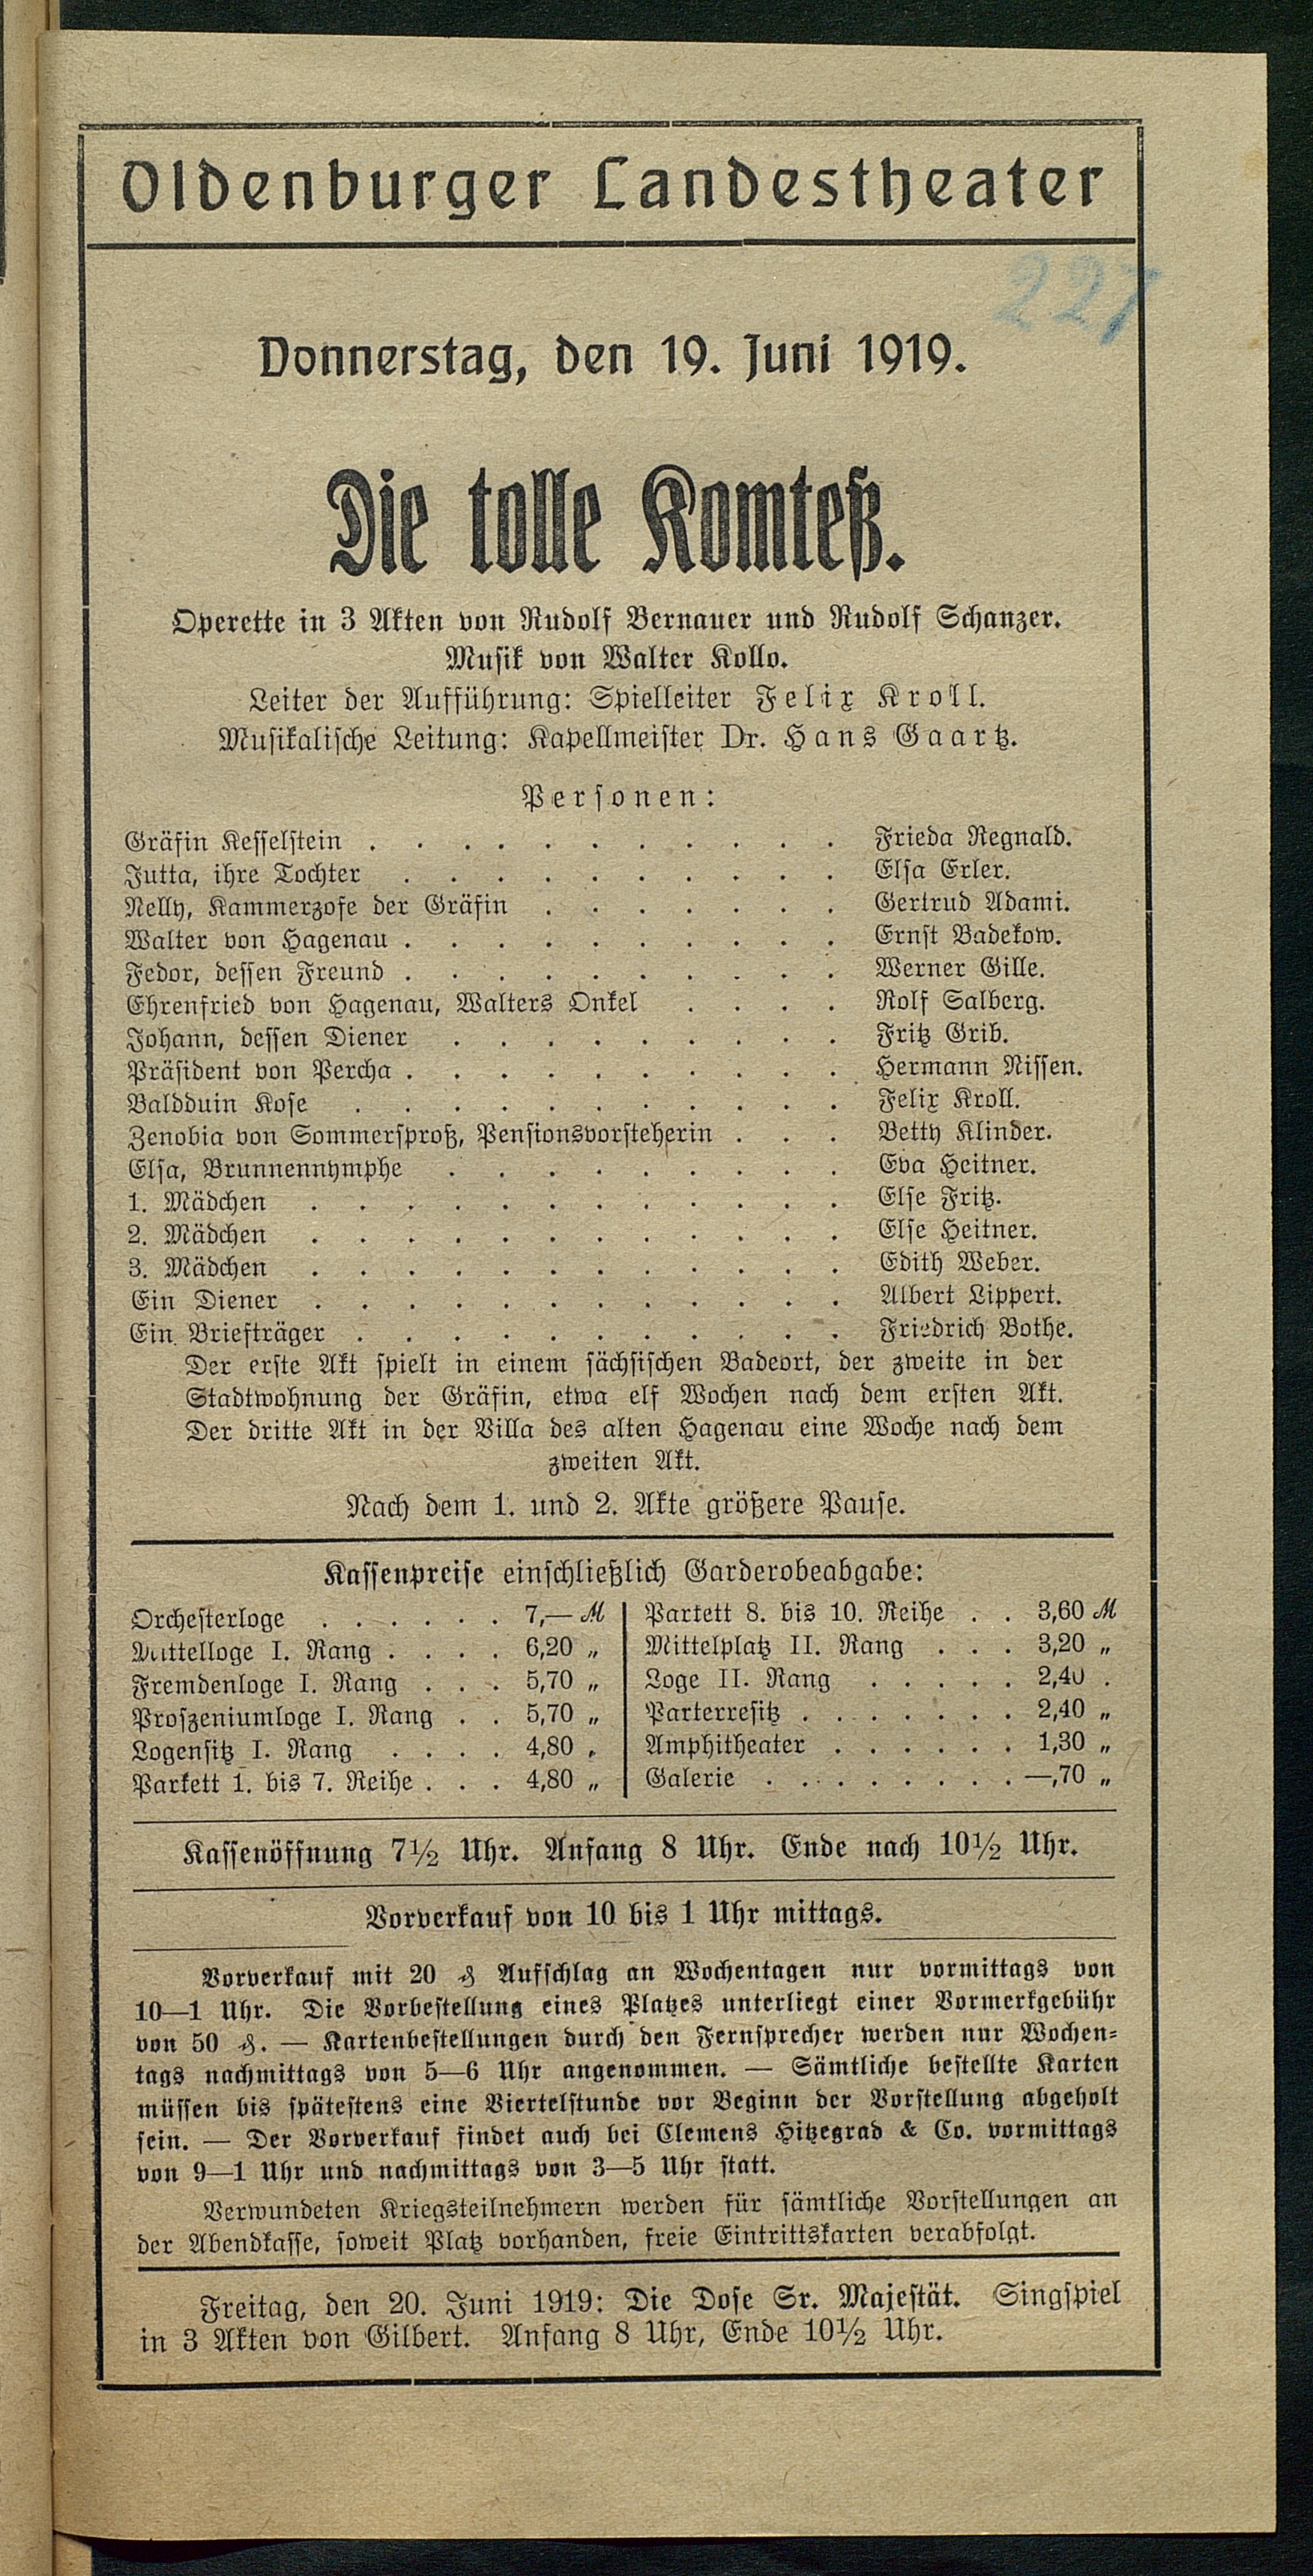 Oldenburger Landestheater
227
Donnerstag, den 19. Juni 1919.
Die tolle Komteß.
Operette in 3 Akten von Rudolf Bernauer und Rudolf Schanzer.
Musik von Walter Kollo.
Leiter der Aufführung: Spielleiter Felix Kroll.
Musikalische Leitung: Kapellmeister Dr. Hans Gaartz.
Personen:
Gräfin Kesselstein . . . . . . . . . . . Frieda Regnald.
Jutta, ihre Tochter . . . . . . . . . . Elsa Erler.
Nelly, Kammerzofe der Gräfin . . . . . . . Gertrud Adami.
Walter von Hagenau . . . . . . . . . . Ernst Badekow.
Fedor, dessen Freund . . . . . . . . . . Werner Gille.
Ehrenfried von Hagenau, Walters Onkel . . . . Rolf Salberg.
Johann, dessen Diener . . . . . . . . . Fritz Grib.
Präsident von Percha . . . . . . . . . . Hermann Nissen.
Baldduin Kose . . . . . . . . . . . Felix Kroll.
Zenobia von Sommersproß, Pensionsvorsteherin . . . Betty Klinder.
Elsa, Brunnennymphe . . . . . . . . . Eva Heitner.
1. Mädchen . . . . . . . . . . . . Else Fritz.
2. Mädchen . . . . . . . . . . . . Else Heitner.
3. Mädchen . . . . . . . . . . . . Edith Weber.
Ein Diener . . . . . . . . . . . . Albert Lippert.
Ein Briefträger . . . . . . . . . . . Friedrich Bothe.
Der erste Akt spielt in einem sächsischen Badeort, der zweite in der
Stadtwohnung der Gräfin, etwa elf Wochen nach dem ersten Akt.
Der dritte Akt in der Villa des alten Hagenau eine Woche nach dem
zweiten Akt.
Nach dem 1. und 2. Akte größere Pause.
Kassenpreise einschließlich Garderobeabgabe:
Orchesterloge . . . . . . 7,— M
Mittelloge I. Rang . . . . 6,20 „
Fremdenloge I. Rang . . . 5,70 „
Proszeniumloge I. Rang . . 5,70 „
Logensitz I. Rang . . . . 4,80 „
Parkett 1. bis 7. Reihe . . . 4,80 „
Parkett 8. bis 10. Reihe . . 3,60 M
Mittelplatz II. Rang . . . 3,20 „
Loge II. Rang . . . . . 2,40 .
Parterresitz . . . . . . . 2,40 „
Amphitheater . . . . . . 1,30 „
Galerie . . . . . . . . . —,70 „
Kassenöffnung 7½ Uhr. Anfang 8 Uhr. Ende nach 10½ Uhr.
Vorverkauf von 10 bis 1 Uhr mittags.
Vorverkauf mit 20 ₰ Aufschlag an Wochentagen nur vormittags von
10—1 Uhr. Die Vorbestellung eines Platzes unterliegt einer Vormerkgebühr
von 50 ₰. — Kartenbestellungen durch den Fernsprecher werden nur Wochen-
tags nachmittags von 5—6 Uhr angenommen. — Sämtliche bestellte Karten
müssen bis spätestens eine Viertelstunde vor Beginn der Vorstellung abgeholt
sein. — Der Vorverkauf findet auch bei Clemens Hitzegrad & Co. vormittags
von 9—1 Uhr und nachmittags von 3—5 Uhr statt.
Verwundeten Kriegsteilnehmern werden für sämtliche Vorstellungen an
der Abendkasse, soweit Platz vorhanden, freie Eintrittskarten verabfolgt.
Freitag, den 20. Juni 1919: Die Dose Sr. Majestät. Singspiel
in 3 Akten von Gilbert. Anfang 8 Uhr, Ende 10½ Uhr.